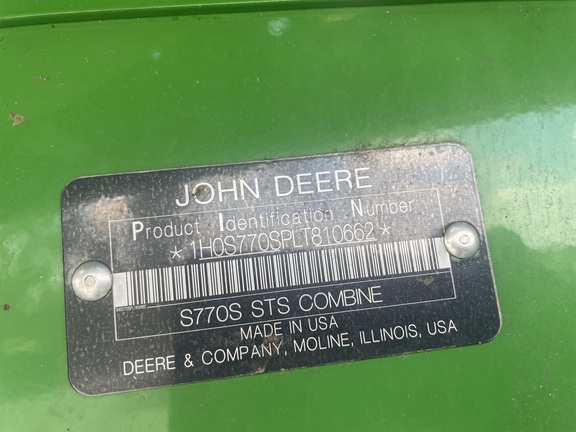 JOHN DEERE
Product Identification Number
*1H0S770SPLT810662*
S770S STS COMBINE
MADE IN USA
DEERE & COMPANY, MOLINE, ILLINOIS, USA